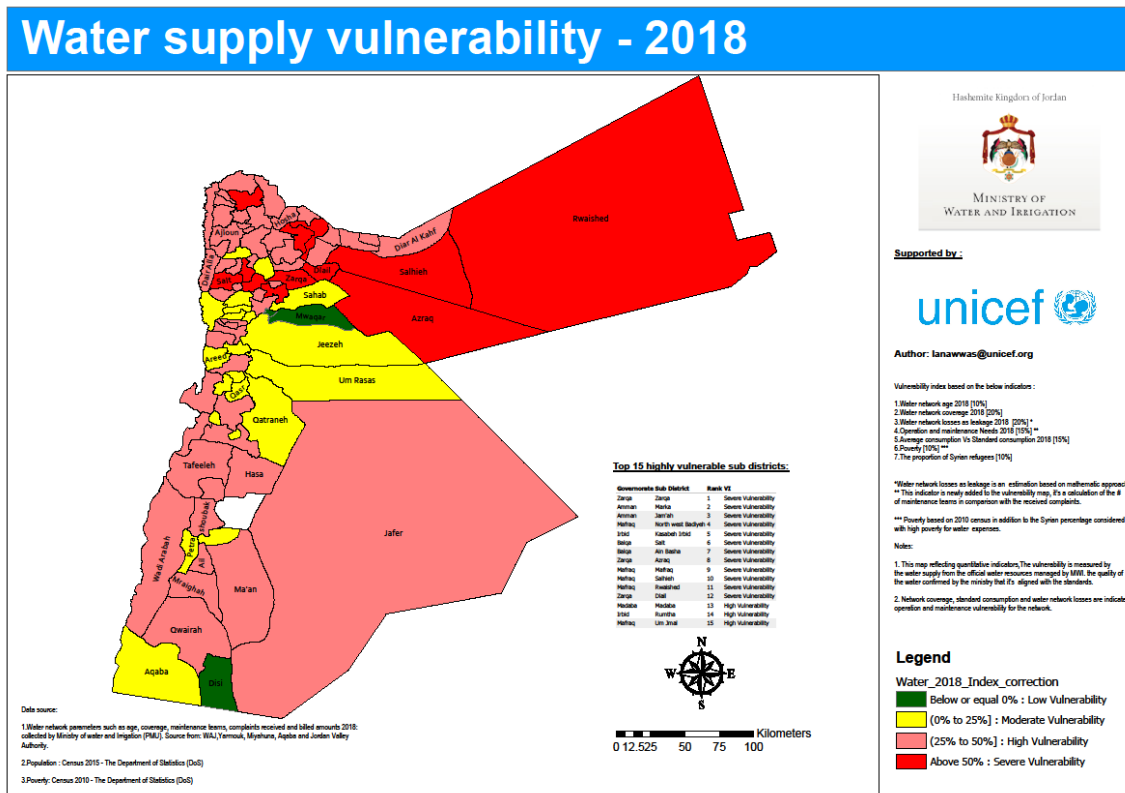 Water supply vulnerability - 2018
Hashemite Kingdom of Jordan
MINISTRY OF
WATER AND IRRIGATION
Supported by :
unicef
Author: lanawwas@unicef.org
Vulnerability index based on the below indicators :
1.Water network age 2018 [10%]
2.Water network coverage 2018 [20%]
3.Water network losses as leakage 2018 [20%] *
4.Operation and maintenance Needs 2018 [15%] **
5.Average consumption Vs Standard consumption 2018 [15%]
6.Poverty [10%] ***
7.The proportion of Syrian refugees [10%]
*Water network losses as leakage is an estimation based on mathematic approac
** This indicator is newly added to the vulnerability map, it's a calculation of the #
of maintenance teams in comparison with the received complaints.
*** Poverty based on 2010 census in addition to the Syrian percentage considered
with high poverty for water expenses.
Notes:
1. This map reflecting quantitative indicators,The vulnerability is measured by
the water supply from the official water resources managed by MWI. the quality of
the water confirmed by the ministry that it's aligned with the standards.
2. Network coverage, standard consumption and water network losses are indicate
operation and maintenance vulnerability for the network.
Legend
Water_2018_Index_correction
Below or equal 0% : Low Vulnerability
(0% to 25%] : Moderate Vulnerability
(25% to 50%] : High Vulnerability
Above 50% : Severe Vulnerability
Rwaished
Hosha
Ajloun
Diar Al Kahf
Dair Alla
Salhieh
Dlail
Zarqa
Salt
Sahab
Mwaqar
Azraq
Jeezeh
Areed
Um Rasas
Qasr
Qatraneh
Tafeeleh
Hasa
shoubak
Jafer
Petra
Ail
Wadi Arabah
Mraighah
Ma'an
Qwairah
Aqaba
Disi
Top 15 highly vulnerable sub districts:
Governorate Sub District Rank VI
Zarqa Zarqa 1 Severe Vulnerability
Amman Marka 2 Severe Vulnerability
Amman Jam'ah 3 Severe Vulnerability
Mafraq North west Badiyeh 4 Severe Vulnerability
Irbid Kasabeh Irbid 5 Severe Vulnerability
Balqa Salt 6 Severe Vulnerability
Balqa Ain Basha 7 Severe Vulnerability
Zarqa Azraq 8 Severe Vulnerability
Mafraq Mafraq 9 Severe Vulnerability
Mafraq Salhieh 10 Severe Vulnerability
Mafraq Rwaished 11 Severe Vulnerability
Zarqa Dlail 12 Severe Vulnerability
Madaba Madaba 13 High Vulnerability
Irbid Rumtha 14 High Vulnerability
Mafraq Um Jmal 15 High Vulnerability
N
W E
S
Kilometers
0 12.525 50 75 100
Data source:
1.Water network parameters such as age, coverage, maintenance teams, complaints received and billed amounts 2018:
collected by Ministry of water and Irrigation (PMU). Source from: WAJ,Yarmouk, Miyahuna, Aqaba and Jordan Valley
Authority.
2.Population : Census 2015 - The Department of Statistics (DoS)
3.Poverty: Census 2010 - The Department of Statistics (DoS)